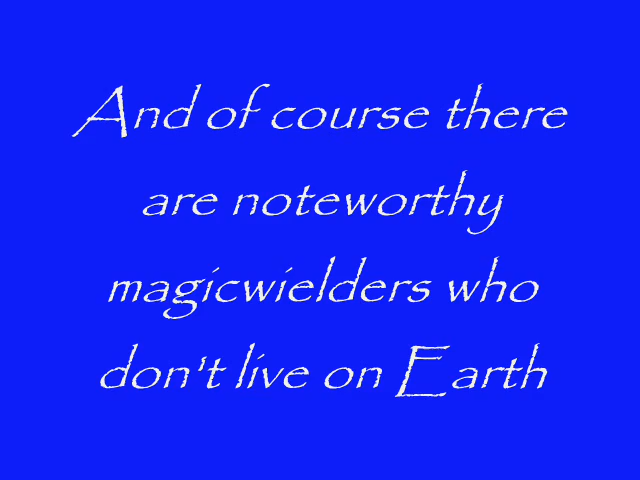 And of course there
are noteworthy
magicwielders who
don't live on Earth